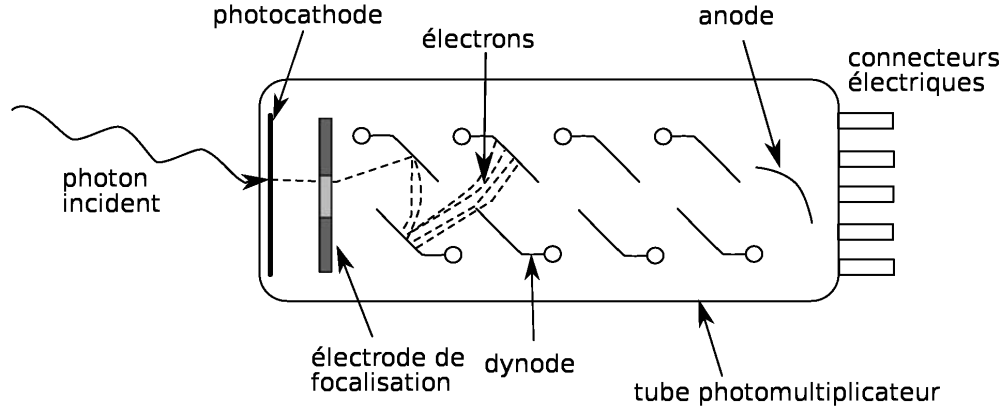 photocathode
électrons
anode
connecteurs
électriques
photon
incident
électrode de
focalisation
dynode
tube photomultiplicateur